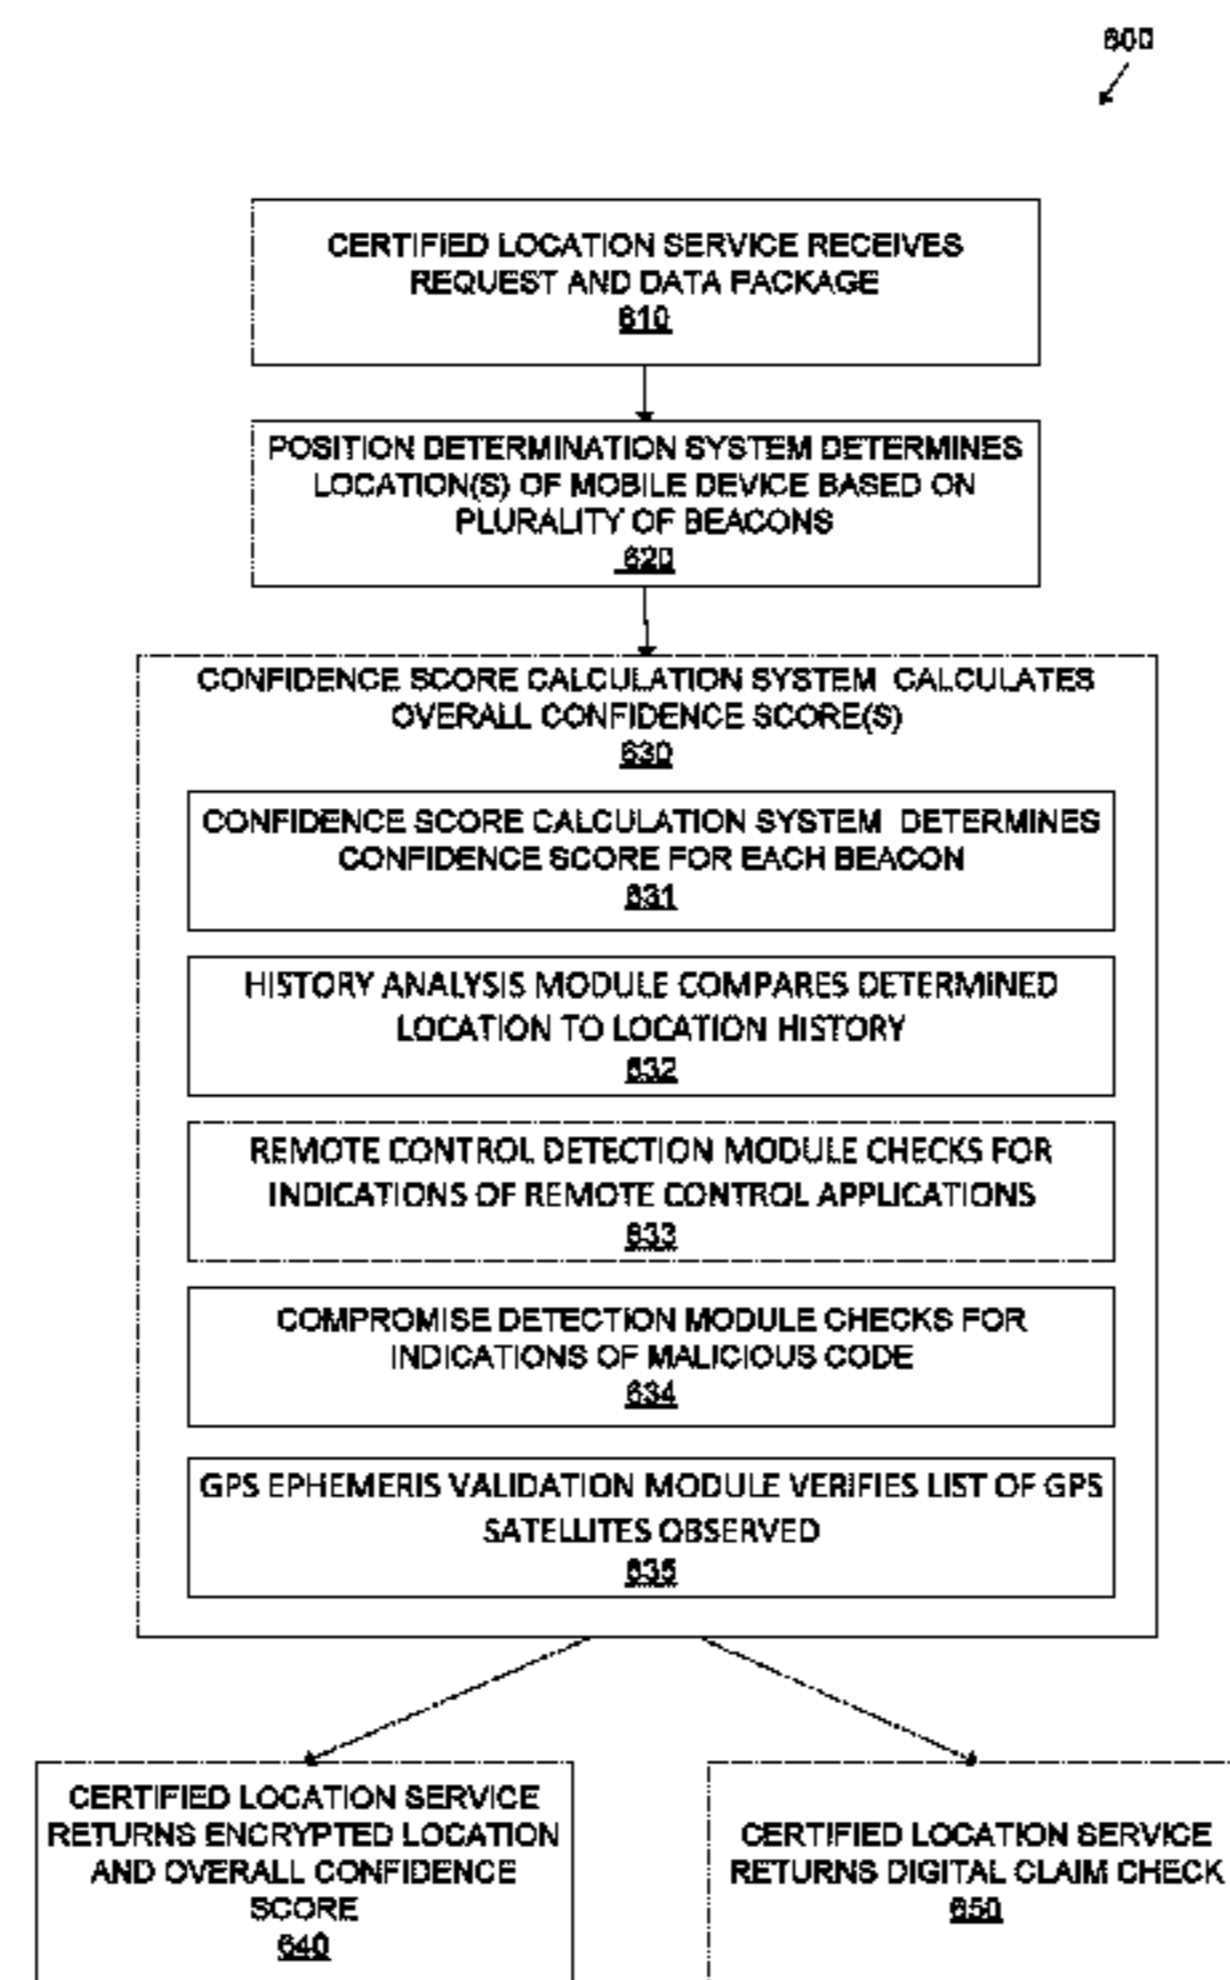 600
CERTIFIED LOCATION SERVICE RECEIVES
REQUEST AND DATA PACKAGE
610
POSITION DETERMINATION SYSTEM DETERMINES
LOCATION(S) OF MOBILE DEVICE BASED ON
PLURALITY OF BEACONS
620
CONFIDENCE SCORE CALCULATION SYSTEM CALCULATES
OVERALL CONFIDENCE SCORE(S)
630
CONFIDENCE SCORE CALCULATION SYSTEM DETERMINES
CONFIDENCE SCORE FOR EACH BEACON
631
HISTORY ANALYSIS MODULE COMPARES DETERMINED
LOCATION TO LOCATION HISTORY
632
REMOTE CONTROL DETECTION MODULE CHECKS FOR
INDICATIONS OF REMOTE CONTROL APPLICATIONS
633
COMPROMISE DETECTION MODULE CHECKS FOR
INDICATIONS OF MALICIOUS CODE
634
GPS EPHEMERIS VALIDATION MODULE VERIFIES LIST OF GPS
SATELLITES OBSERVED
635
CERTIFIED LOCATION SERVICE
RETURNS ENCRYPTED LOCATION
AND OVERALL CONFIDENCE
SCORE
640
CERTIFIED LOCATION SERVICE
RETURNS DIGITAL CLAIM CHECK
650